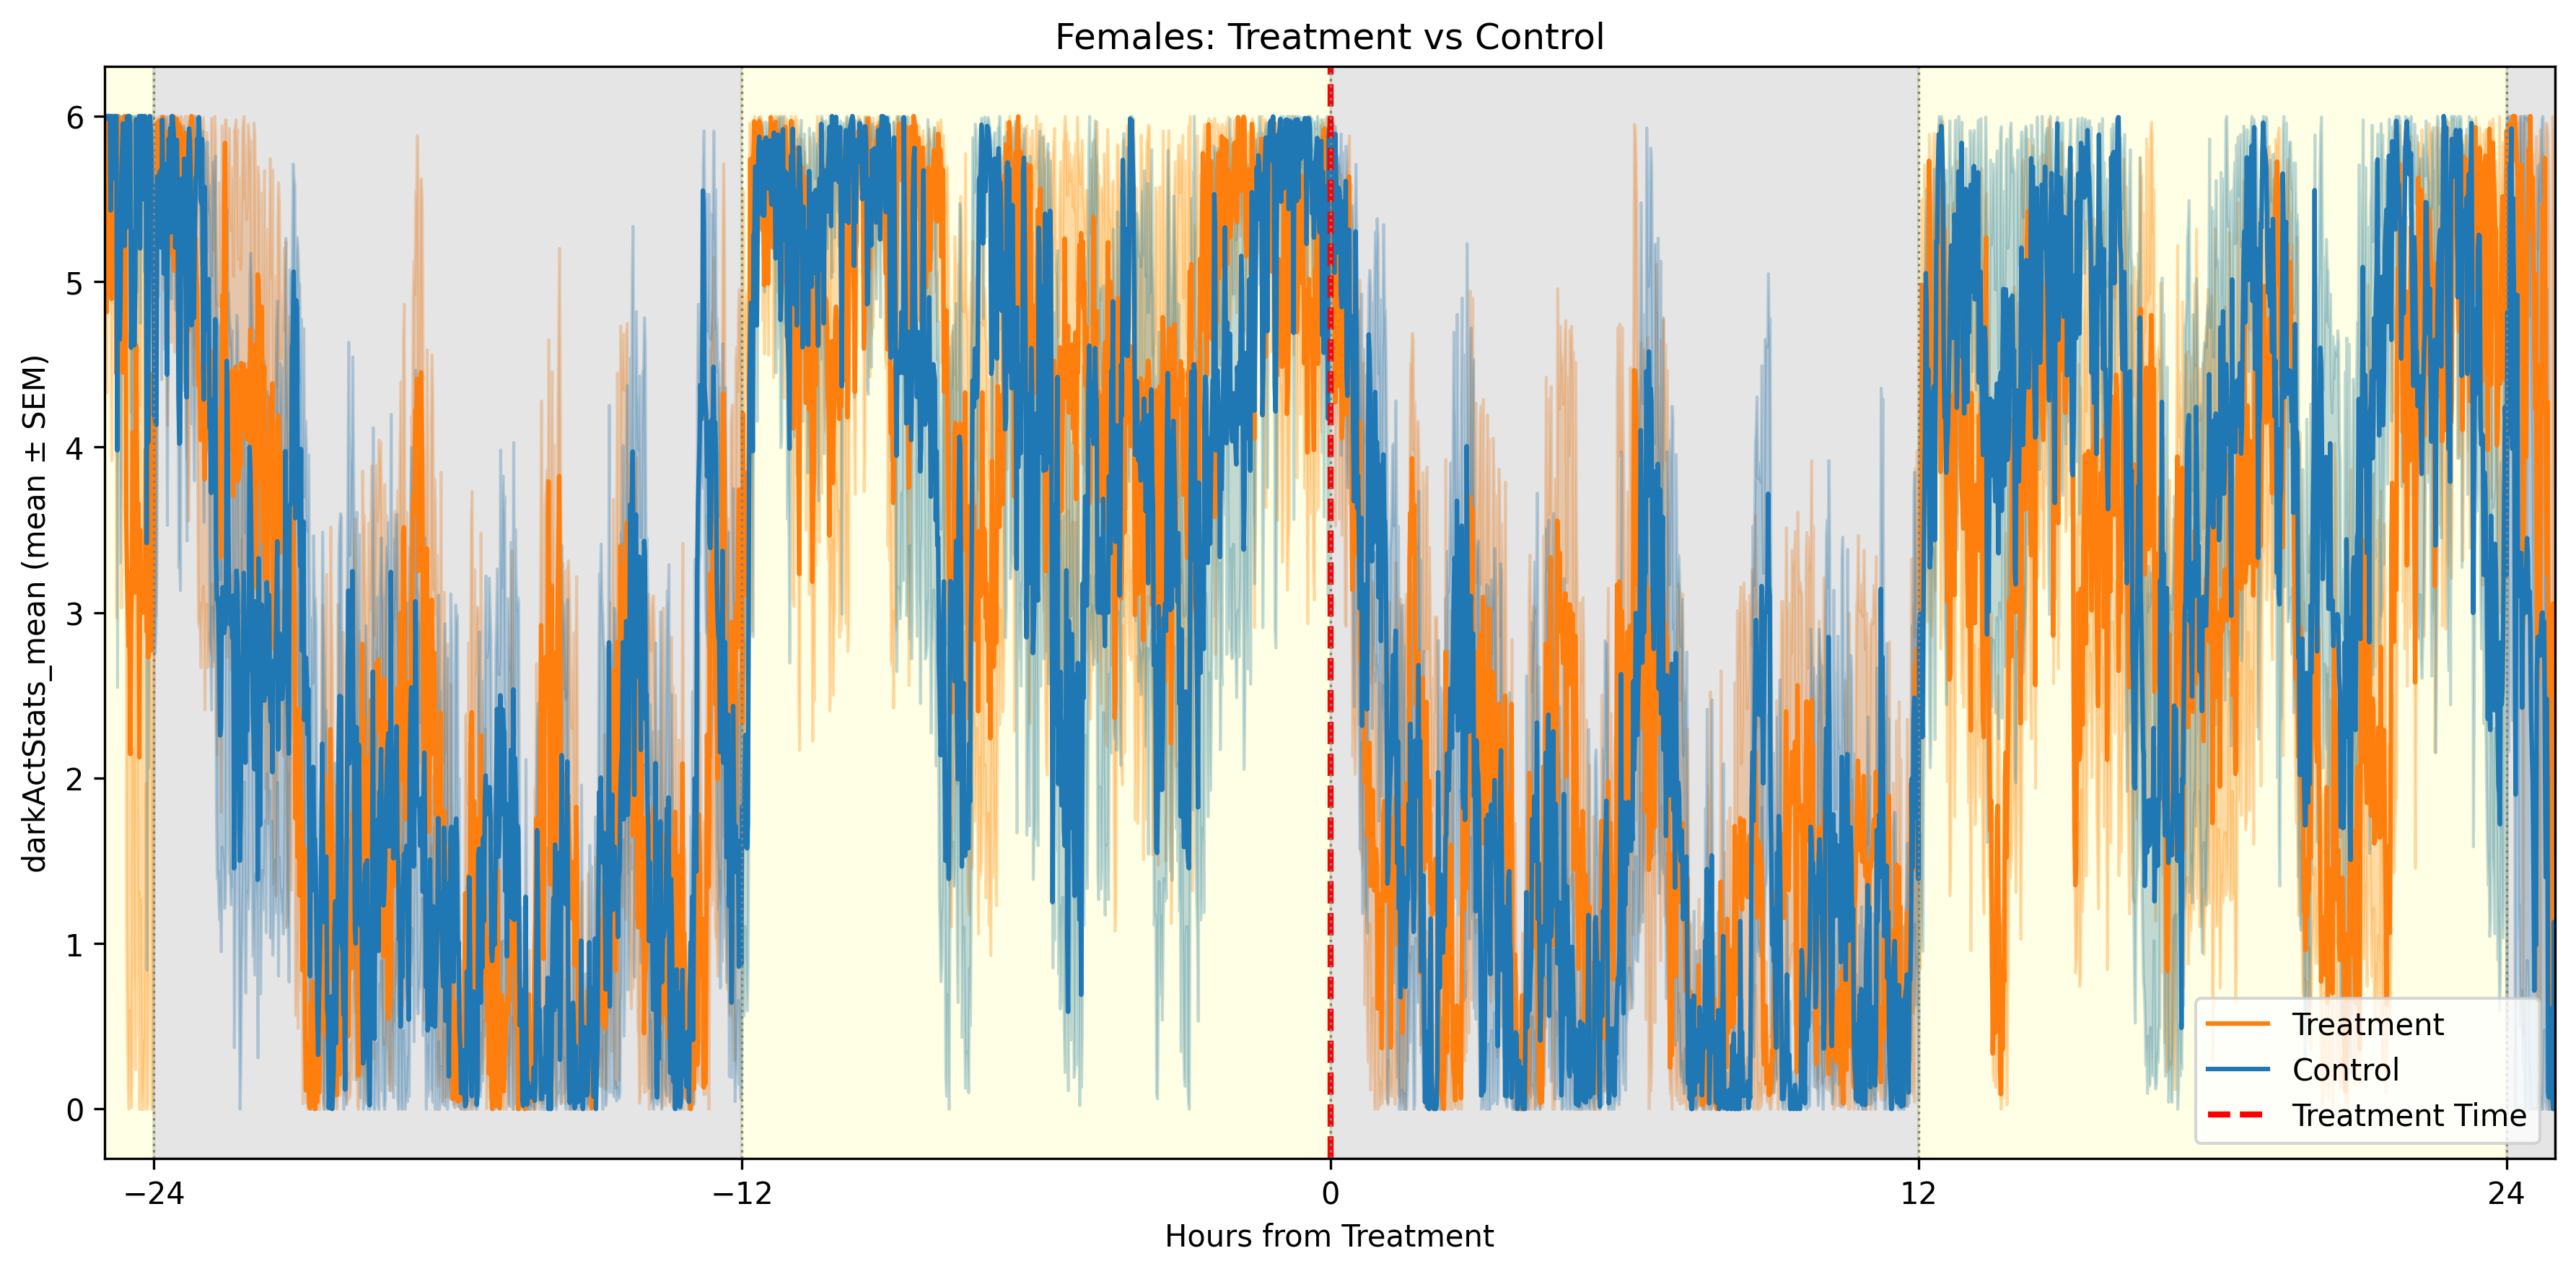 Females: Treatment vs Control
darkActStats_mean (mean ± SEM)
6
5
4
3
2
1
0
−24
−12
0
12
24
Hours from Treatment
Treatment
Control
Treatment Time